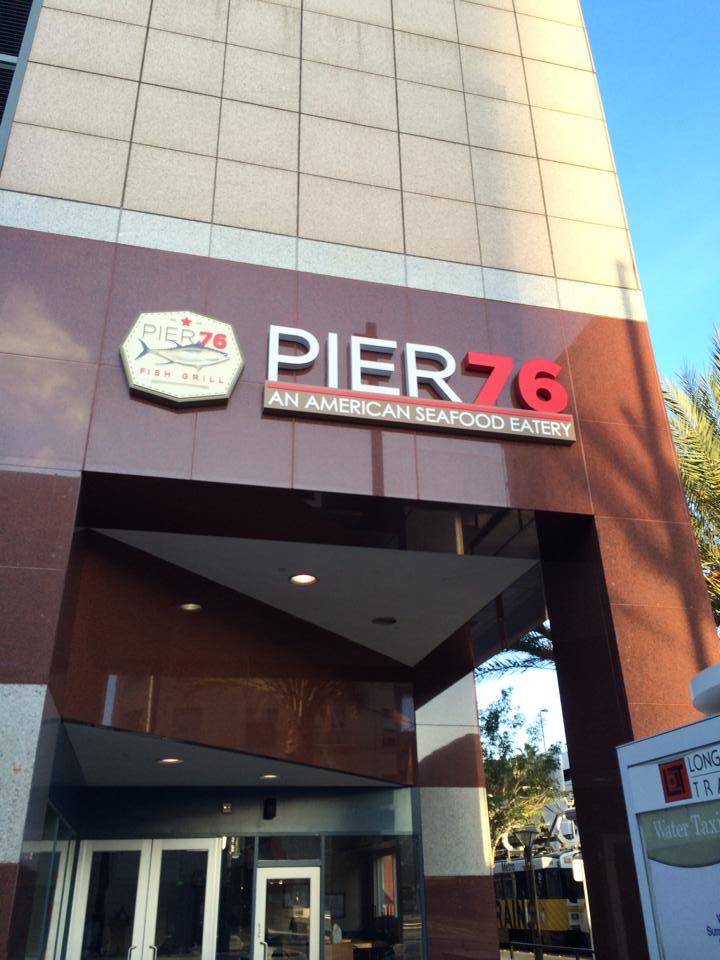 PIER76
FISH GRILL
PIER76
AN AMERICAN SEAFOOD EATERY
LONG
TRA
Water Taxi